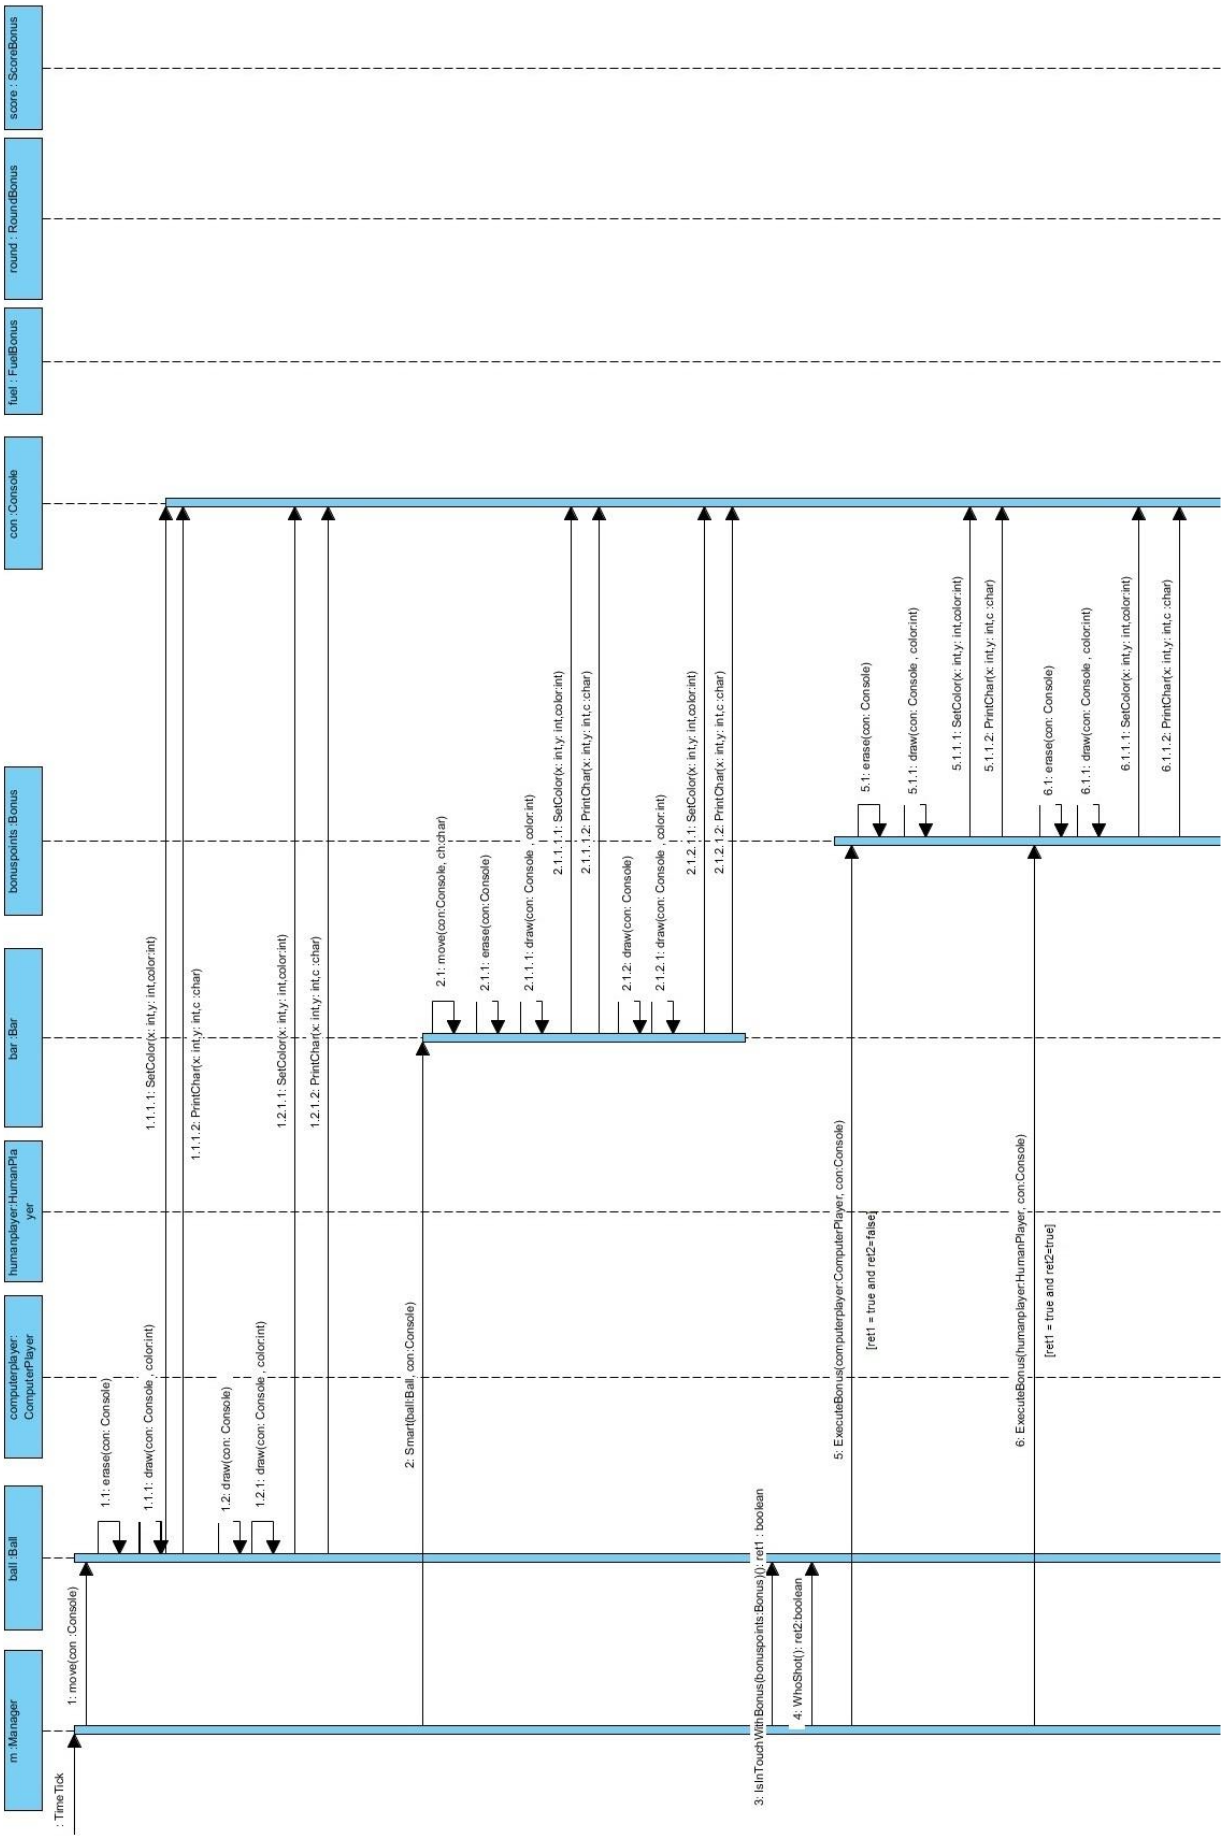 m :Manager
ball :Ball
computerplayer:
ComputerPlayer
humanplayer:HumanPla
yer
bar :Bar
bonuspoints :Bonus
con :Console
fuel : FuelBonus
round : RoundBonus
score : ScoreBonus
: TimeTick
1: move(con :Console)
1.1: erase(con: Console)
1.1.1: draw(con: Console , color:int)
1.1.1.1: SetColor(x: int,y: int,color:int)
1.1.1.2: PrintChar(x: int,y: int,c :char)
1.2: draw(con: Console)
1.2.1: draw(con: Console , color:int)
1.2.1.1: SetColor(x: int,y: int,color:int)
1.2.1.2: PrintChar(x: int,y: int,c :char)
2: Smart(ball:Ball, con:Console)
2.1: move(con:Console, ch:char)
2.1.1: erase(con:Console)
2.1.1.1: draw(con: Console , color:int)
2.1.1.1.1: SetColor(x: int,y: int,color:int)
2.1.1.1.2: PrintChar(x: int,y: int,c :char)
2.1.2: draw(con: Console)
2.1.2.1: draw(con: Console , color:int)
2.1.2.1.1: SetColor(x: int,y: int,color:int)
2.1.2.1.2: PrintChar(x: int,y: int,c :char)
3: IsInTouchWithBonus(bonuspoints:Bonus)(): ret1 : boolean
4: WhoShot(): ret2:boolean
5: ExecuteBonus(computerplayer:ComputerPlayer, con:Console)
[ret1 = true and ret2=false]
5.1: erase(con: Console)
5.1.1: draw(con: Console , color:int)
5.1.1.1: SetColor(x: int,y: int,color:int)
5.1.1.2: PrintChar(x: int,y: int,c :char)
6: ExecuteBonus(humanplayer:HumanPlayer, con:Console)
[ret1 = true and ret2=true]
6.1: erase(con: Console)
6.1.1: draw(con: Console , color:int)
6.1.1.1: SetColor(x: int,y: int,color:int)
6.1.1.2: PrintChar(x: int,y: int,c :char)